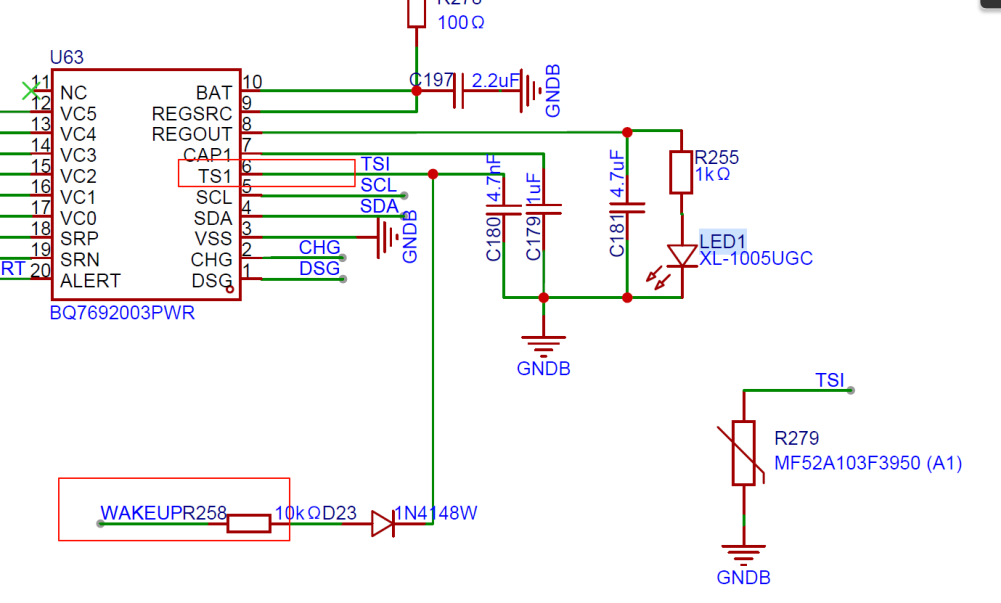 100Ω
U63
C197
2.2uF
GNDB
11
NC
BAT
10
12
VC5
REGSRC
9
13
VC4
REGOUT
8
14
VC3
CAP1
7
15
VC2
TS1
6
TSI
16
VC1
SCL
5
SCL
17
VC0
SDA
4
SDA
18
SRP
VSS
3
GNDB
19
SRN
CHG
2
CHG
RT
20
ALERT
DSG
1
DSG
BQ7692003PWR
C180
4.7nF
C179
1uF
C181
4.7uF
R255
1kΩ
LED1
XL-1005UGC
GNDB
TSI
R279
MF52A103F3950 (A1)
GNDB
WAKEUP
R258
10kΩ
D23
1N4148W